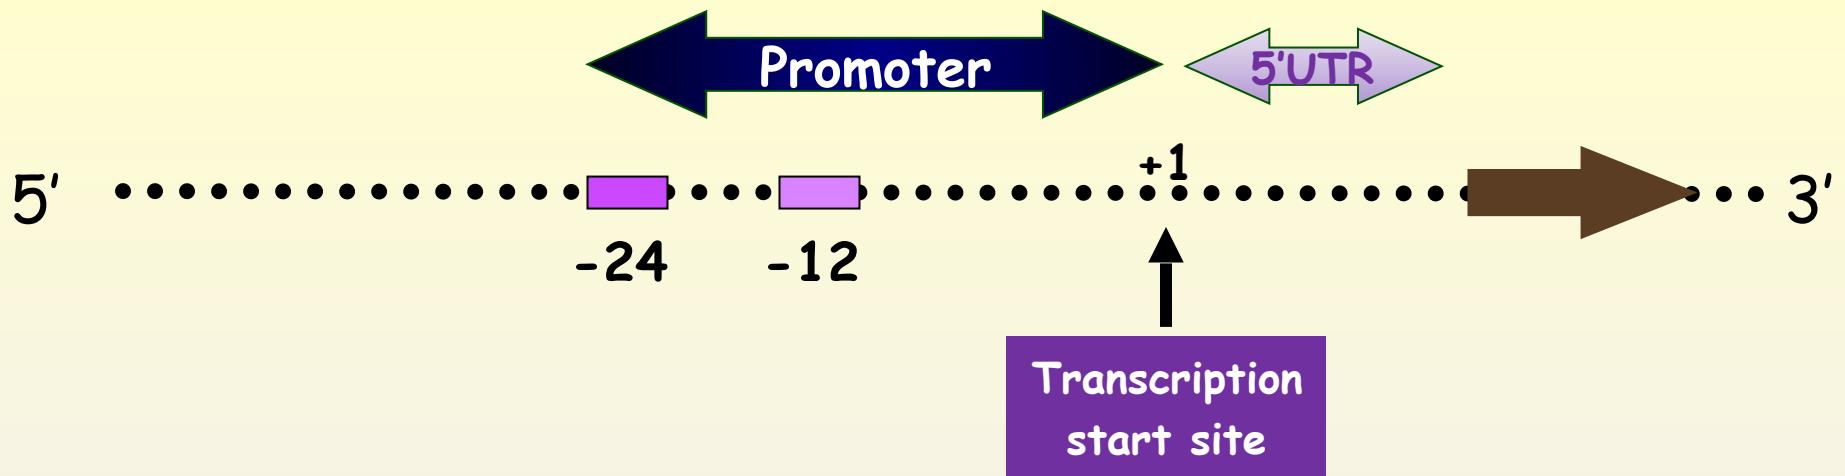 Promoter
5'UTR
+1
5'
3'
-24
-12
Transcription
start site